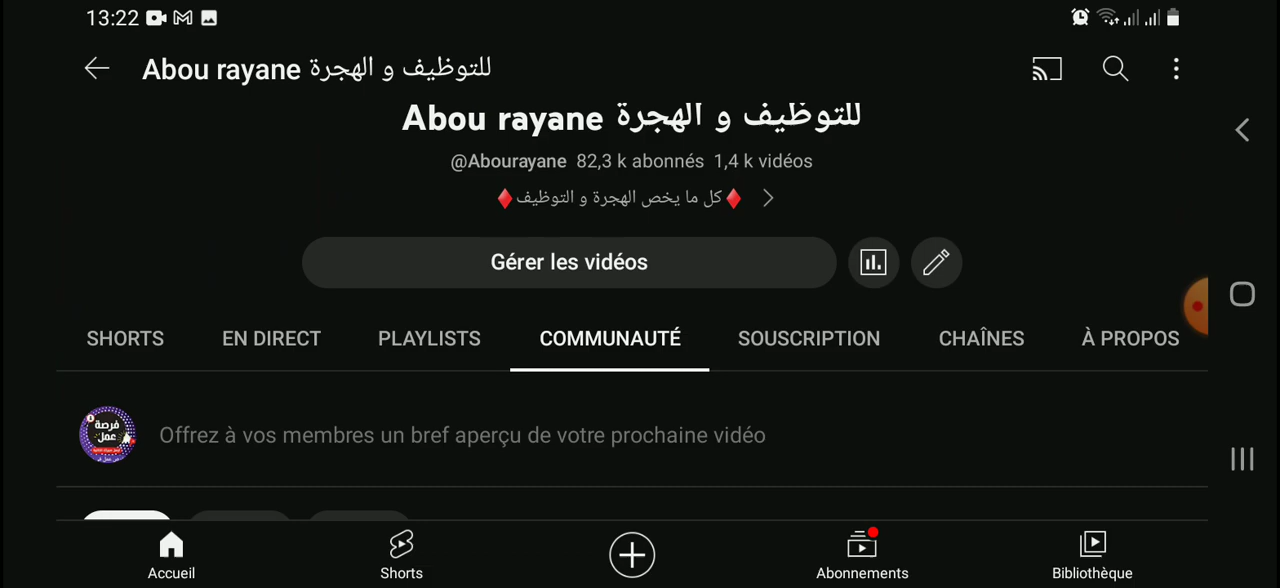 13:22
Abou rayane للتوظيف و الهجرة
Abou rayane للتوظيف و الهجرة
@Abourayane 82,3 k abonnés 1,4 k vidéos
♦️كل ما يخص الهجرة و التوظيف♦️
Gérer les vidéos
SHORTS EN DIRECT PLAYLISTS COMMUNAUTÉ SOUSCRIPTION CHAÎNES À PROPOS
فرصة
عمل
Offrez à vos membres un bref aperçu de votre prochaine vidéo
Accueil Shorts Abonnements Bibliothèque